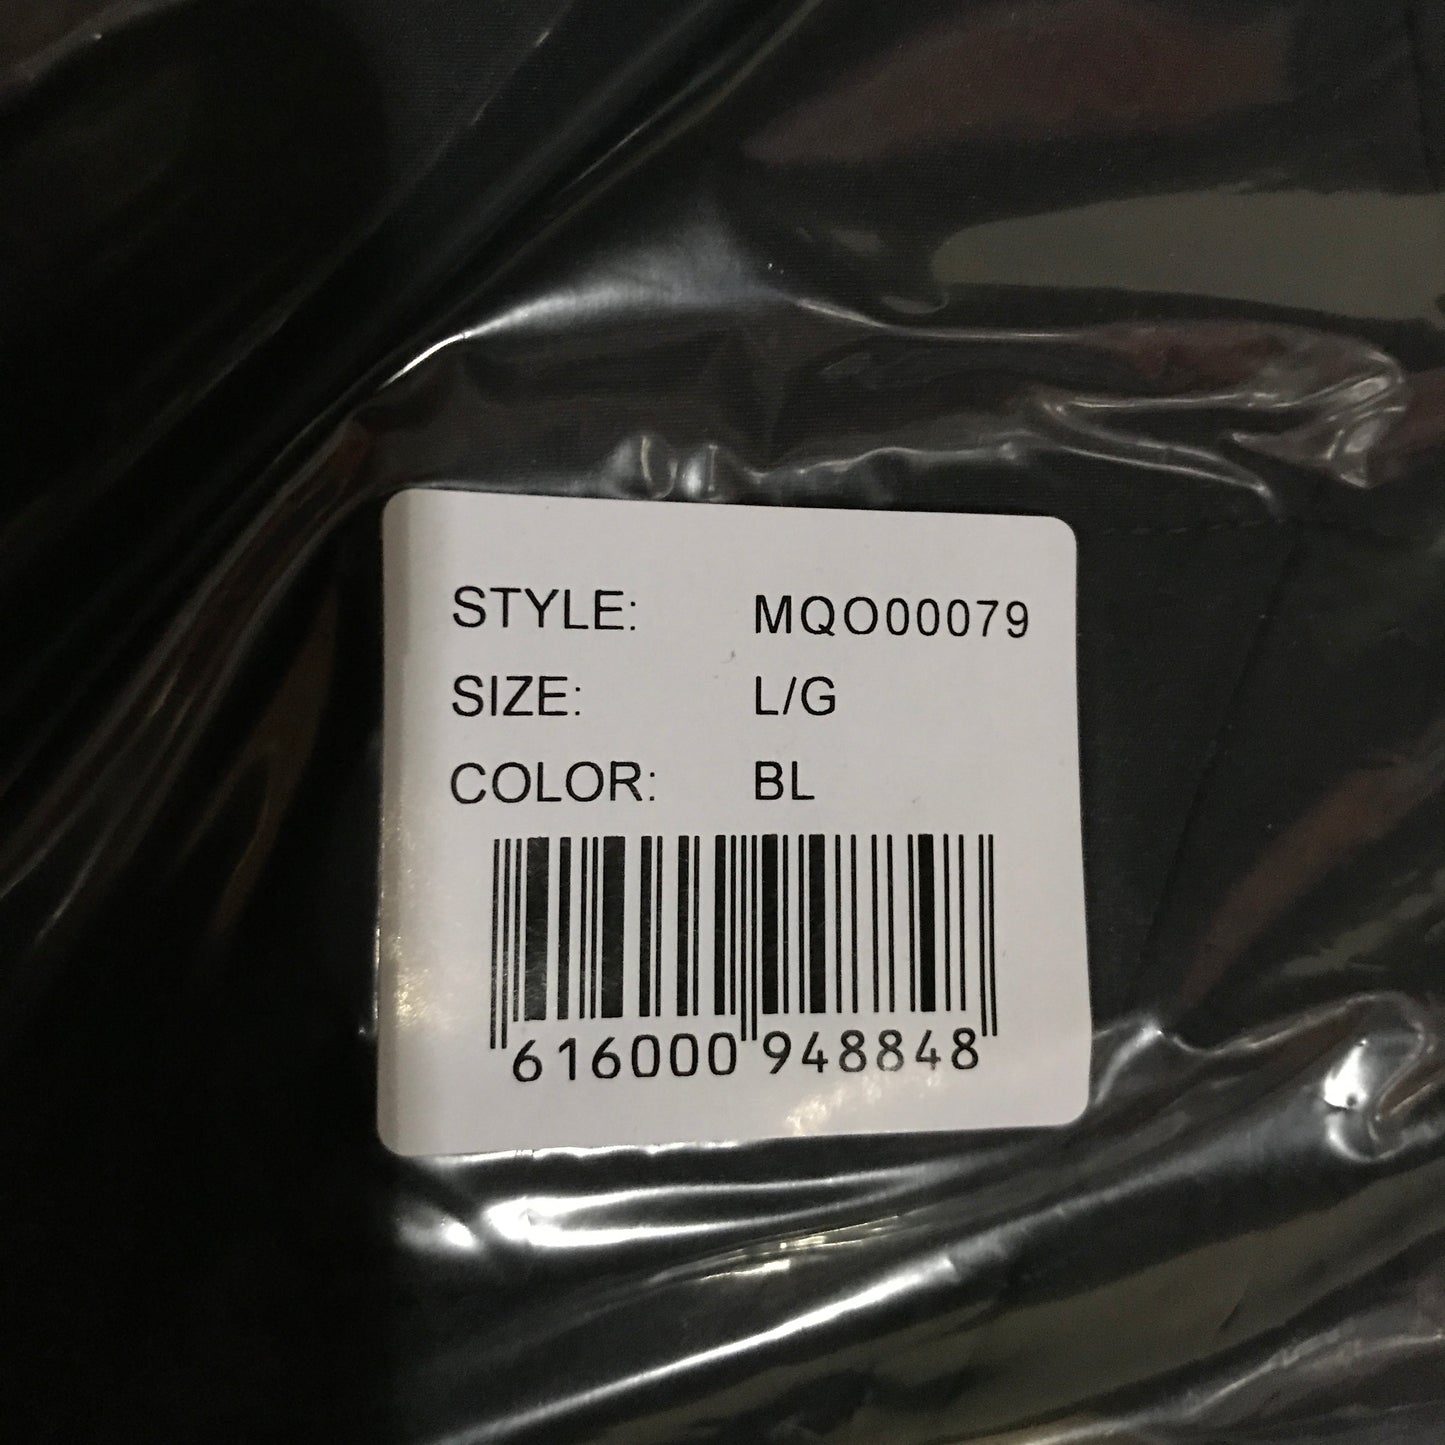 STYLE: MQO00079
SIZE: L/G
COLOR: BL
616000 948848